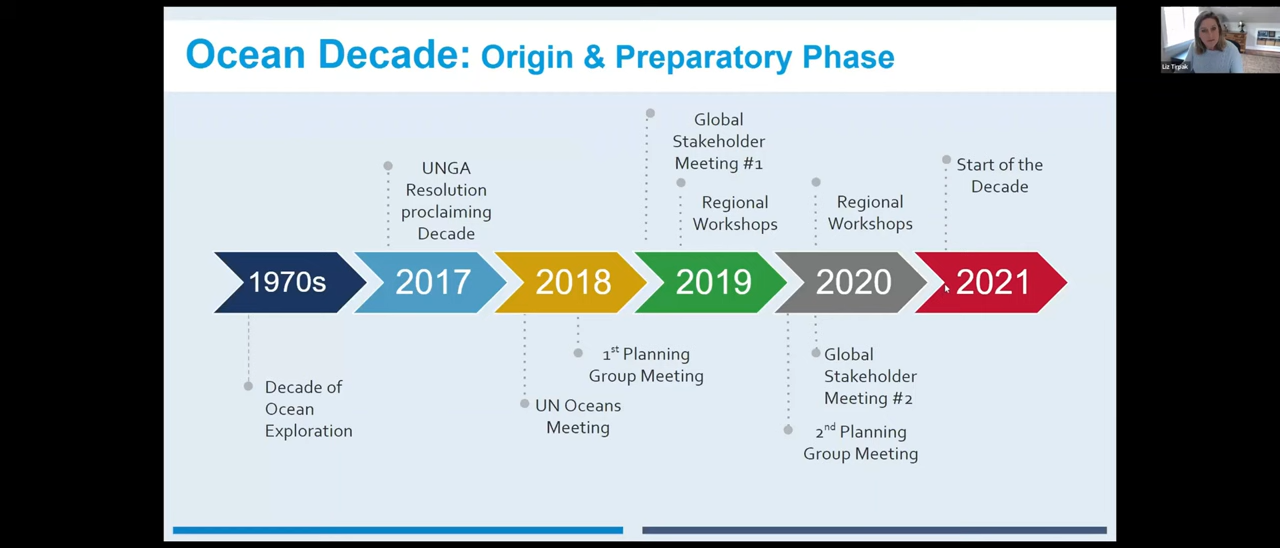 Ocean Decade: Origin & Preparatory Phase
Liz Tirpak
Global
Stakeholder
Meeting #1
UNGA
Resolution
proclaiming
Decade
Regional
Workshops
Regional
Workshops
Start of the
Decade
1970s
2017
2018
2019
2020
2021
Decade of
Ocean
Exploration
1st Planning
Group Meeting
UN Oceans
Meeting
Global
Stakeholder
Meeting #2
2nd Planning
Group Meeting